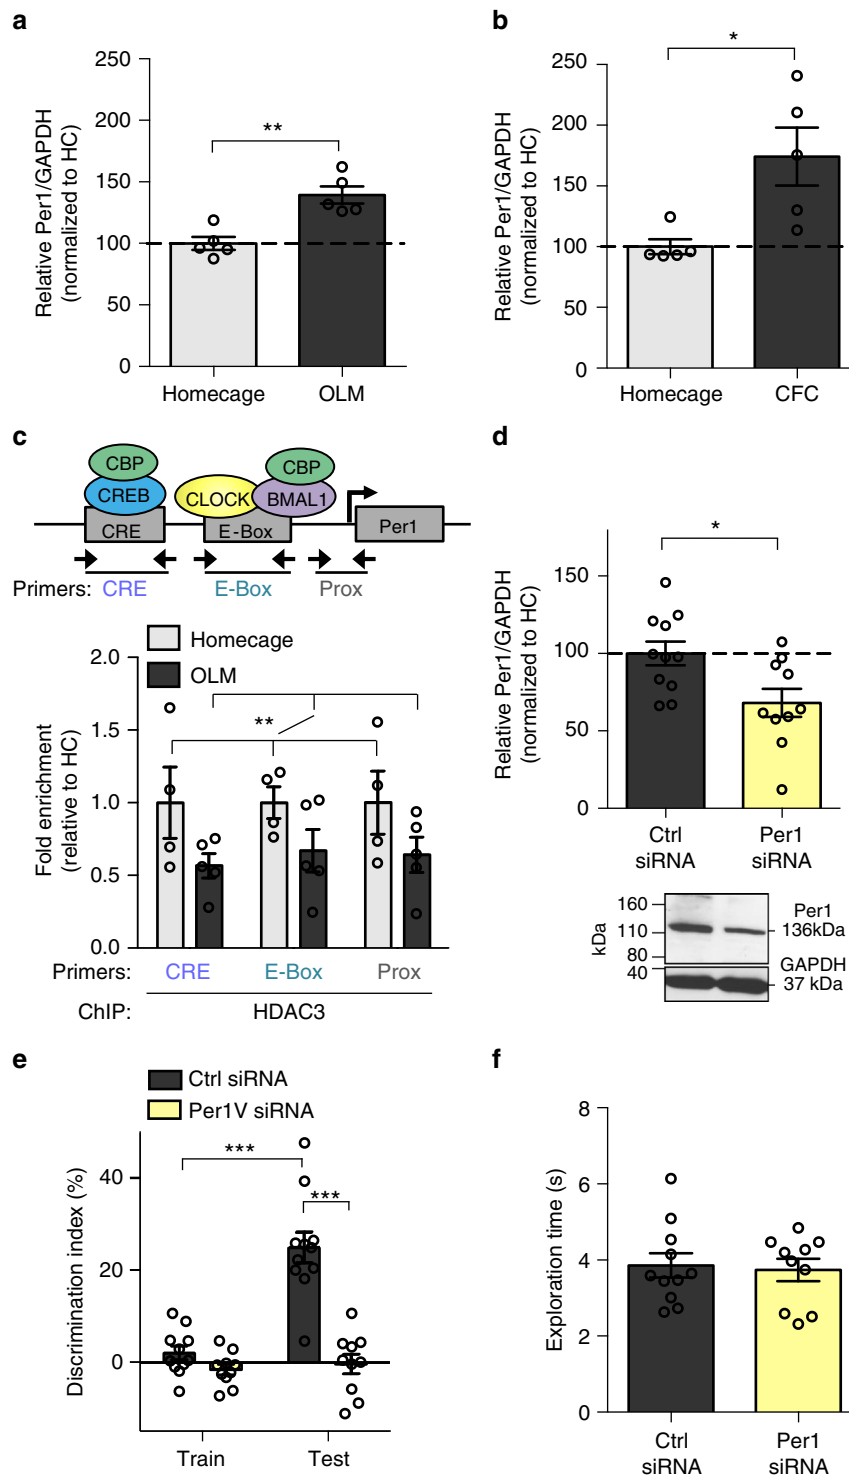 a
Relative Per1/GAPDH
(normalized to HC)
250
200
150
100
50
0
**
Homecage
OLM
b
Relative Per1/GAPDH
(normalized to HC)
250
200
150
100
50
0
*
Homecage
CFC
c
CBP
CREB
CRE
CLOCK
CBP
BMAL1
E-Box
Per1
Primers: CRE E-Box Prox
Homecage
OLM
Fold enrichment
(relative to HC)
2.0
1.5
1.0
0.5
0.0
**
Primers: CRE E-Box Prox
ChIP: HDAC3
d
Relative Per1/GAPDH
(normalized to HC)
150
100
50
0
*
Ctrl
siRNA
Per1
siRNA
kDa
160
110
80
40
Per1
136kDa
GAPDH
37 kDa
e
Ctrl siRNA
Per1V siRNA
Discrimination index (%)
40
20
0
***
***
Train
Test
f
Exploration time (s)
8
6
4
2
0
Ctrl
siRNA
Per1
siRNA